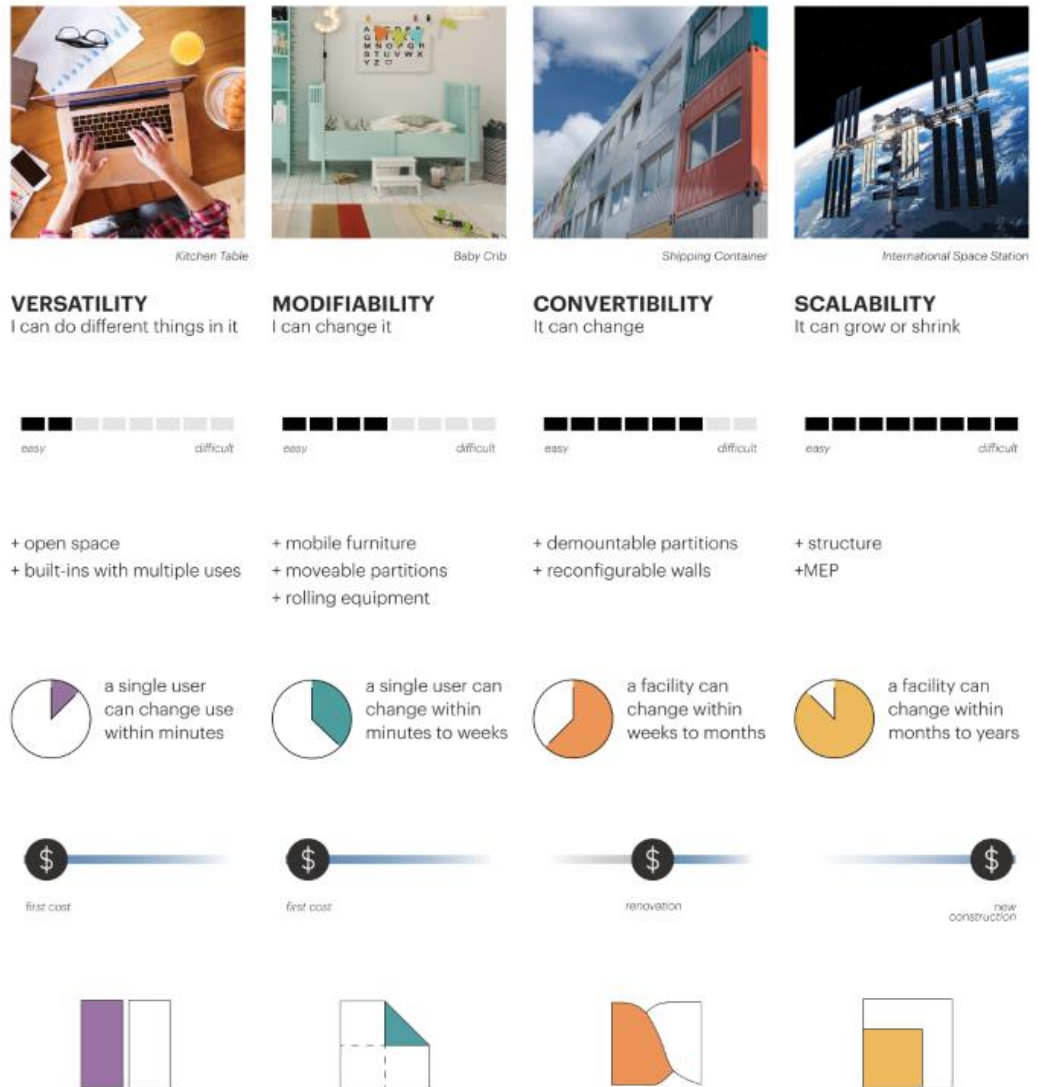 Kitchen Table
Baby Crib
Shipping Container
International Space Station
VERSATILITY
I can do different things in it
MODIFIABILITY
I can change it
CONVERTIBILITY
It can change
SCALABILITY
It can grow or shrink
easy
difficult
easy
difficult
easy
difficult
easy
difficult
+ open space
+ built-ins with multiple uses
+ mobile furniture
+ moveable partitions
+ rolling equipment
+ demountable partitions
+ reconfigurable walls
+ structure
+MEP
a single user
can change use
within minutes
a single user can
change within
minutes to weeks
a facility can
change within
weeks to months
a facility can
change within
months to years
$
first cost
$
first cost
$
renovation
$
new
construction